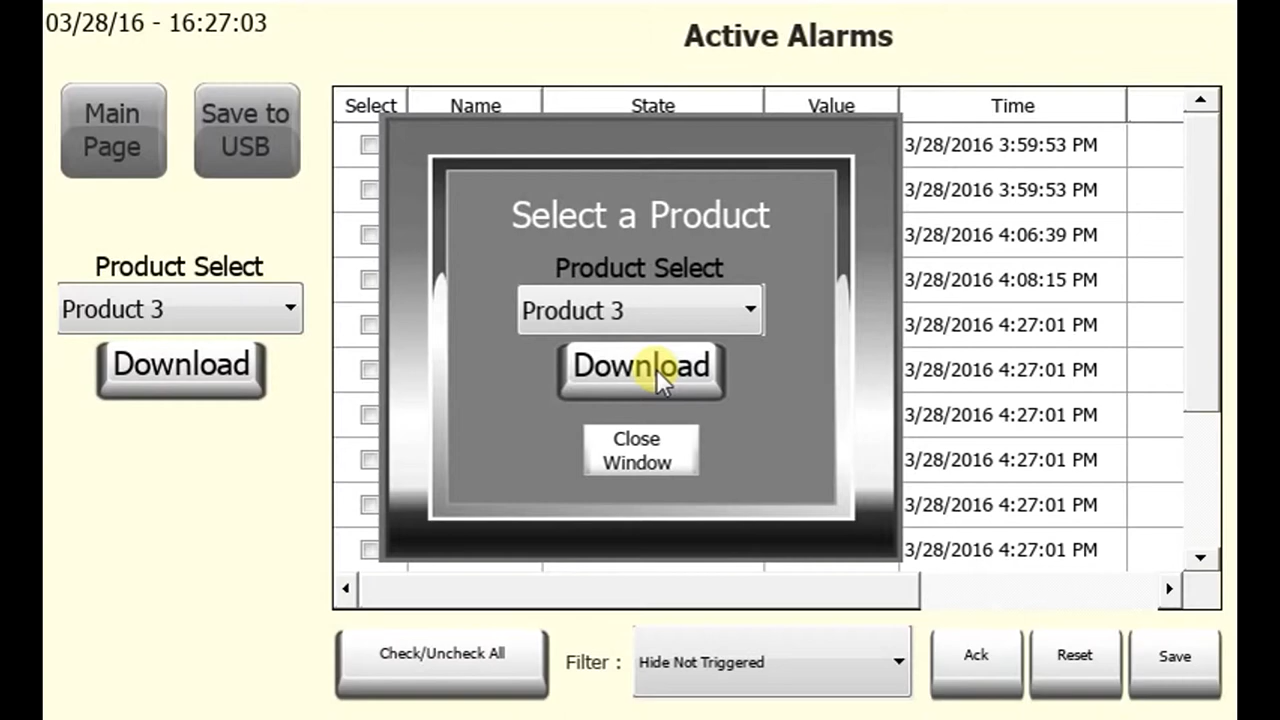 03/28/16 - 16:27:03
Active Alarms
Main
Page
Save to
USB
Product Select
Product 3
Download
Select Name State Value Time
3/28/2016 3:59:53 PM
3/28/2016 3:59:53 PM
3/28/2016 4:06:39 PM
3/28/2016 4:08:15 PM
3/28/2016 4:27:01 PM
3/28/2016 4:27:01 PM
3/28/2016 4:27:01 PM
3/28/2016 4:27:01 PM
3/28/2016 4:27:01 PM
3/28/2016 4:27:01 PM
Select a Product
Product Select
Product 3
Download
Close
Window
Check/Uncheck All
Filter :
Hide Not Triggered
Ack
Reset
Save